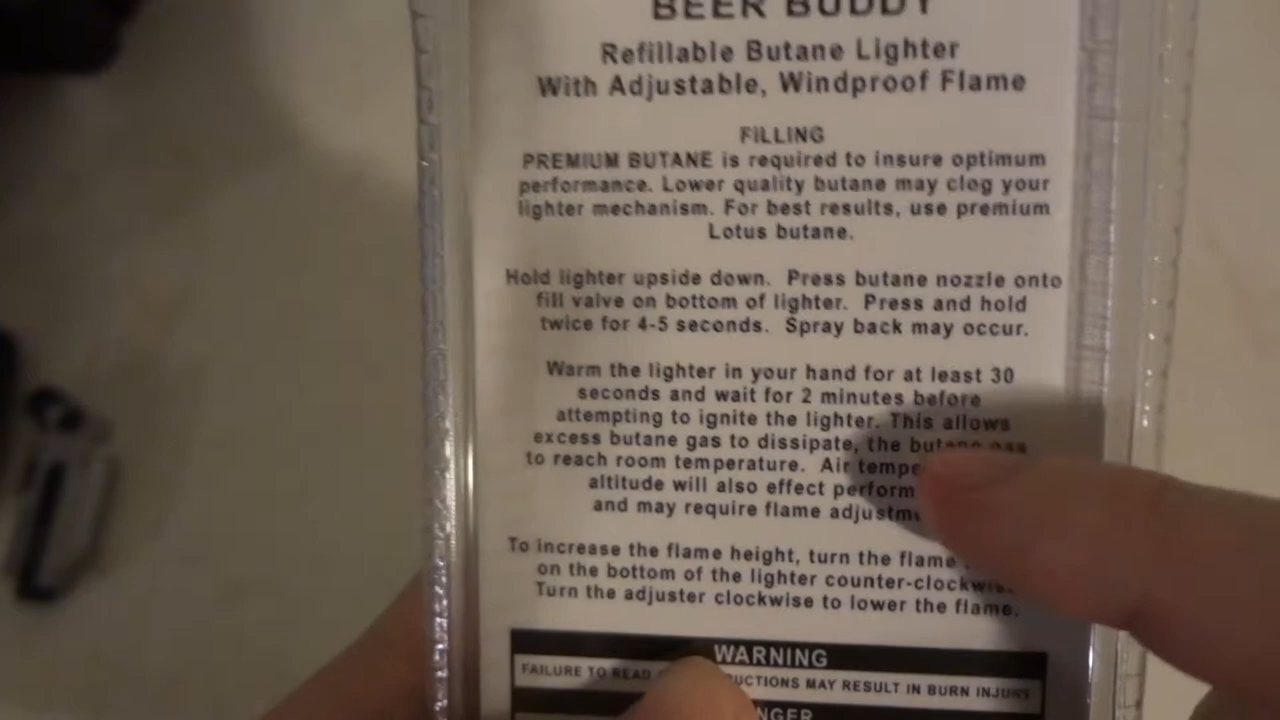 BEER BUDDY
Refillable Butane Lighter
With Adjustable, Windproof Flame
FILLING
PREMIUM BUTANE is required to insure optimum
performance. Lower quality butane may clog your
lighter mechanism. For best results, use premium
Lotus butane.
Hold lighter upside down. Press butane nozzle onto
fill valve on bottom of lighter. Press and hold
twice for 4-5 seconds. Spray back may occur.
Warm the lighter in your hand for at least 30
seconds and wait for 2 minutes before
attempting to ignite the lighter. This allows
excess butane gas to dissipate, the butane gas
to reach room temperature. Air
altitude will also effect
and may require flame
To increase the flame height, turn the flame
on the bottom of the lighter counter-clockwise.
Turn the adjuster clockwise to lower the flame.
WARNING
FAILURE TO READ MAY RESULT IN BURN INJURY